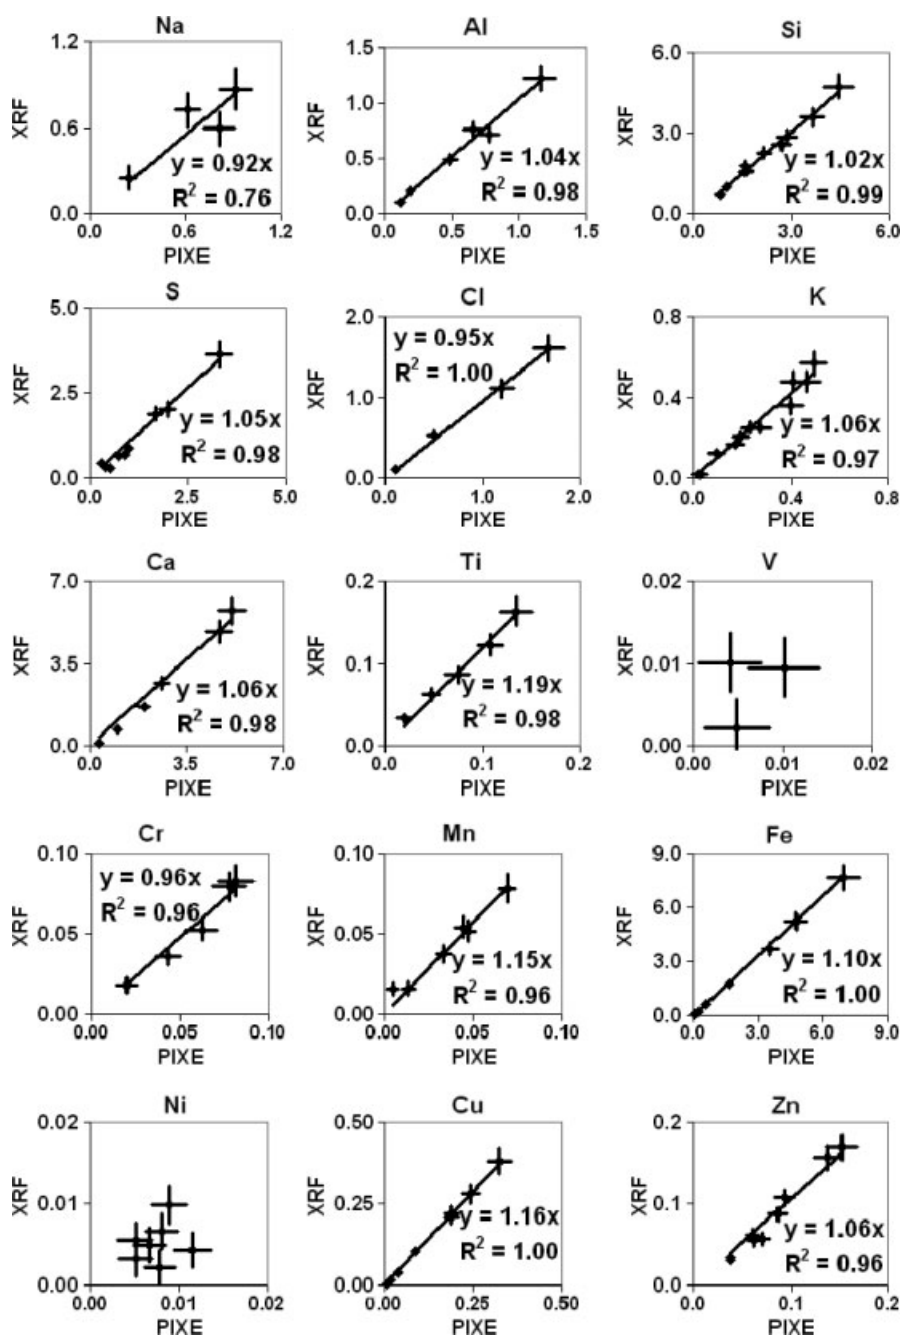 Na
1.2
0.6
0.0
XRF
y = 0.92x
R² = 0.76
0.0 0.6 1.2
PIXE
Al
1.5
1.0
0.5
0.0
XRF
y = 1.04x
R² = 0.98
0.0 0.5 1.0 1.5
PIXE
Si
6.0
3.0
0.0
XRF
y = 1.02x
R² = 0.99
0.0 3.0 6.0
PIXE
S
5.0
2.5
0.0
XRF
y = 1.05x
R² = 0.98
0.0 2.5 5.0
PIXE
Cl
2.0
1.0
0.0
XRF
y = 0.95x
R² = 1.00
0.0 1.0 2.0
PIXE
K
0.8
0.4
0.0
XRF
y = 1.06x
R² = 0.97
0.0 0.4 0.8
PIXE
Ca
7.0
3.5
0.0
XRF
y = 1.06x
R² = 0.98
0.0 3.5 7.0
PIXE
Ti
0.2
0.1
0.0
XRF
y = 1.19x
R² = 0.98
0.0 0.1 0.2
PIXE
V
0.02
0.01
0.00
XRF
0.00 0.01 0.02
PIXE
Cr
0.10
0.05
0.00
XRF
y = 0.96x
R² = 0.96
0.00 0.05 0.10
PIXE
Mn
0.10
0.05
0.00
XRF
y = 1.15x
R² = 0.96
0.00 0.05 0.10
PIXE
Fe
9.0
6.0
3.0
0.0
XRF
y = 1.10x
R² = 1.00
0.0 3.0 6.0 9.0
PIXE
Ni
0.02
0.01
0.00
XRF
0.00 0.01 0.02
PIXE
Cu
0.50
0.25
0.00
XRF
y = 1.16x
R² = 1.00
0.00 0.25 0.50
PIXE
Zn
0.2
0.1
0.0
XRF
y = 1.06x
R² = 0.96
0.0 0.1 0.2
PIXE